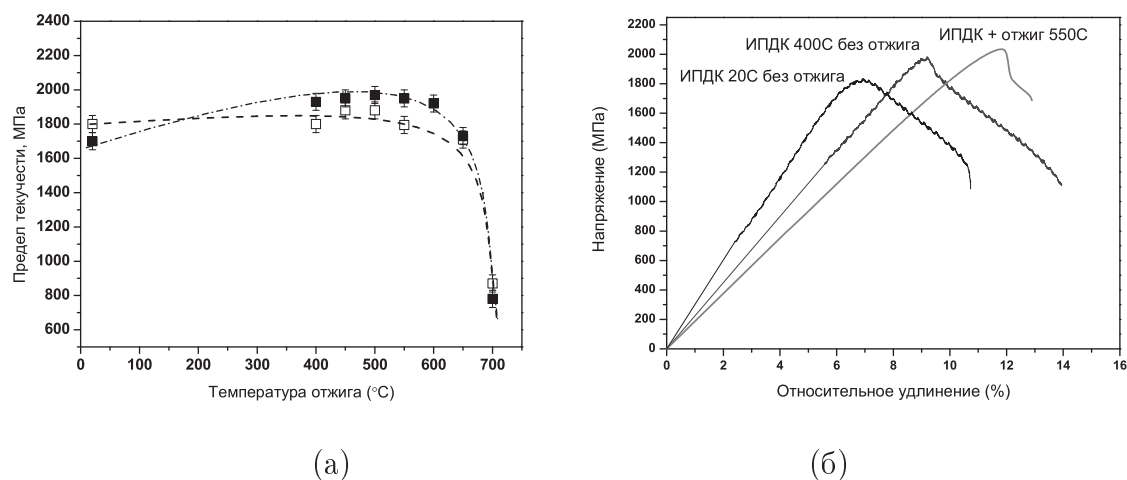 2400
2200
2000
1800
1600
1400
1200
1000
800
600
0 100 200 300 400 500 600 700
Предел текучести, МПа
Температура отжига (°C)
(а)
2200
2000
1800
1600
1400
1200
1000
800
600
400
200
0
0 2 4 6 8 10 12 14 16
Напряжение (МПа)
ИПДК + отжиг 550С
ИПДК 400С без отжига
ИПДК 20С без отжига
Относительное удлинение (%)
(б)